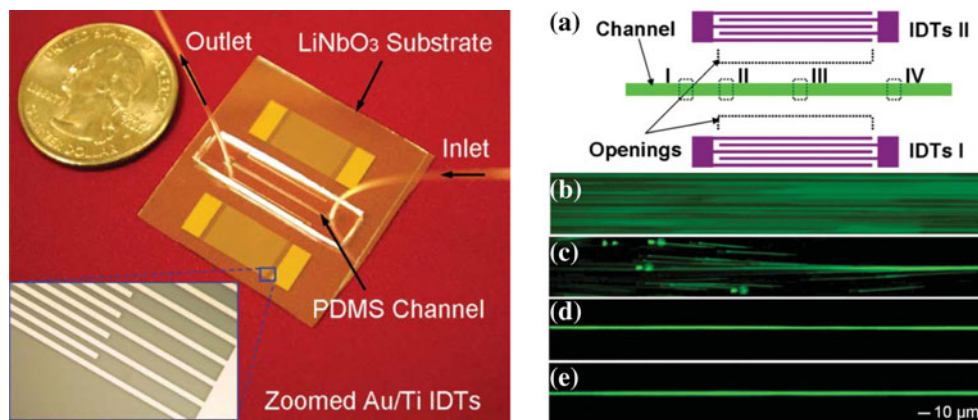 Outlet
LiNbO₃ Substrate
Inlet
PDMS Channel
Zoomed Au/Ti IDTs
(a)
IDTs II
Channel
I
II
III
IV
Openings
IDTs I
(b)
(c)
(d)
(e)
10 µm